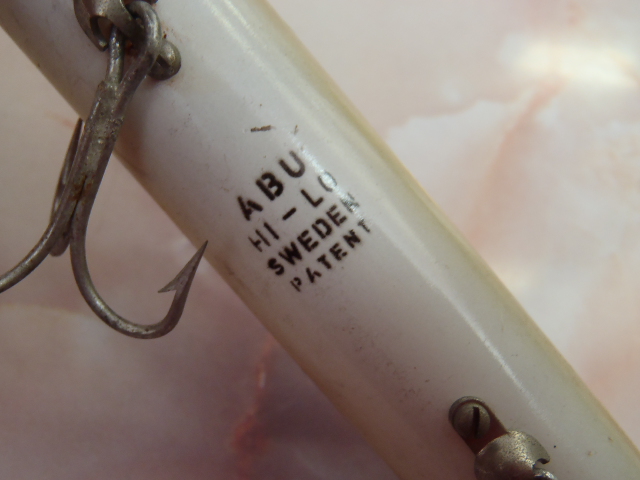 ABU
HI-LO
SWEDEN
PATENT